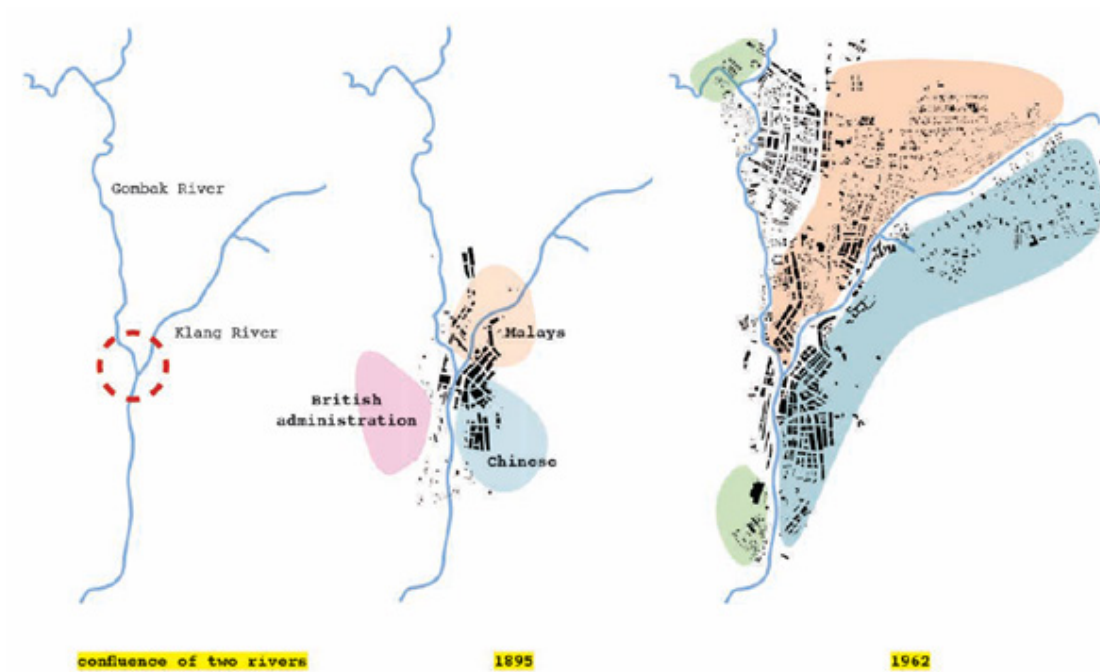 Gombak River
Klang River
Malays
British
administration
Chinese
confluence of two rivers
1895
1962